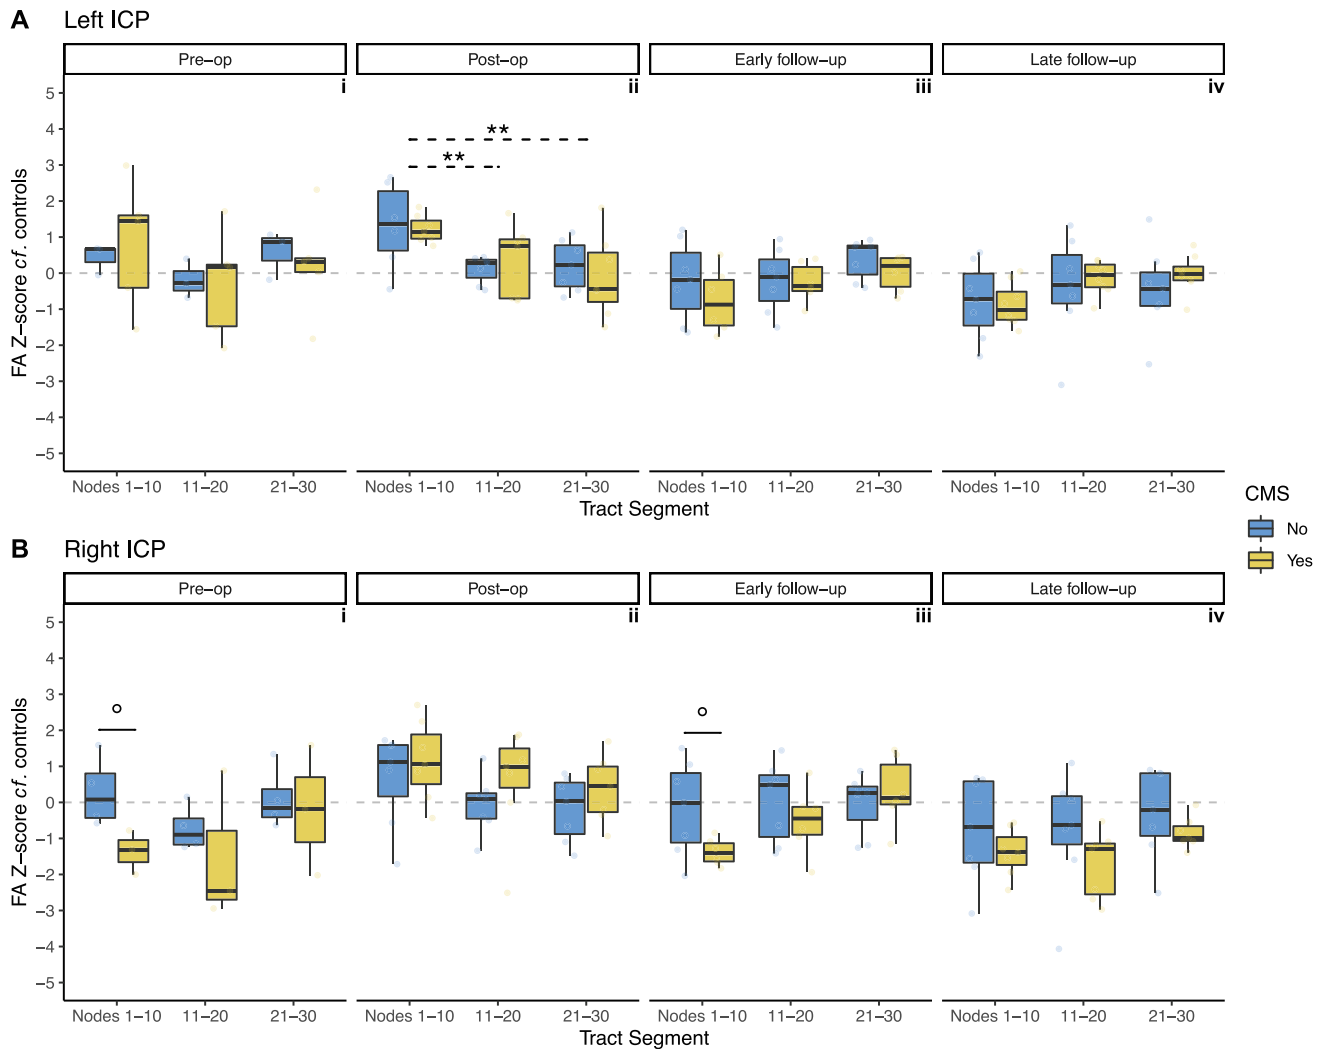 A Left ICP
Pre-op Post-op Early follow-up Late follow-up
i ii iii iv
FA Z-score cf. controls
5
4
3
2
1
0
-1
-2
-3
-4
-5
** 
**
Nodes 1-10 11-20 21-30 Nodes 1-10 11-20 21-30 Nodes 1-10 11-20 21-30 Nodes 1-10 11-20 21-30
Tract Segment
CMS
No
Yes
B Right ICP
Pre-op Post-op Early follow-up Late follow-up
i ii iii iv
FA Z-score cf. controls
5
4
3
2
1
0
-1
-2
-3
-4
-5
Nodes 1-10 11-20 21-30 Nodes 1-10 11-20 21-30 Nodes 1-10 11-20 21-30 Nodes 1-10 11-20 21-30
Tract Segment